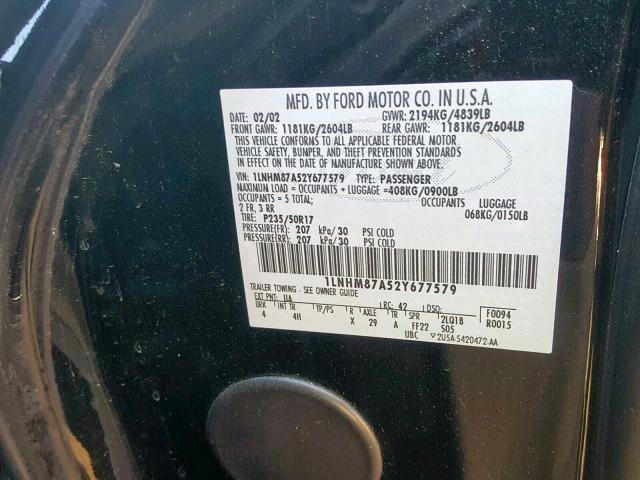 MFD. BY FORD MOTOR CO. IN U.S.A.
DATE: 02/02 GVWR: 2194KG/4839LB
FRONT GAWR: 1181KG/2604LB REAR GAWR: 1181KG/2604LB
THIS VEHICLE CONFORMS TO ALL APPLICABLE FEDERAL MOTOR
VEHICLE SAFETY, BUMPER, AND THEFT PREVENTION STANDARDS
IN EFFECT ON THE DATE OF MANUFACTURE SHOWN ABOVE.
VIN: 1LNHM87A52Y677579 TYPE: PASSENGER
MAXIMUM LOAD = OCCUPANTS + LUGGAGE =408KG/0900LB
OCCUPANTS = 5 TOTAL; OCCUPANTS LUGGAGE
2 FR, 3 RR 068KG/0150LB
TIRE: P235/50R17
PRESSURE(FR): 207 kPa/30 PSI COLD
PRESSURE(RR): 207 kPa/30 PSI COLD
1LNHM87A52Y677579
TRAILER TOWING - SEE OWNER GUIDE
EXT PNT: UA RC: 42 DSO: F0094
BRK INT TR TP/PS R AXLE TR SPR 2LQ18 R0015
4 4H X 29 A FF22 S05
UBC 2U5A-5420472-AA